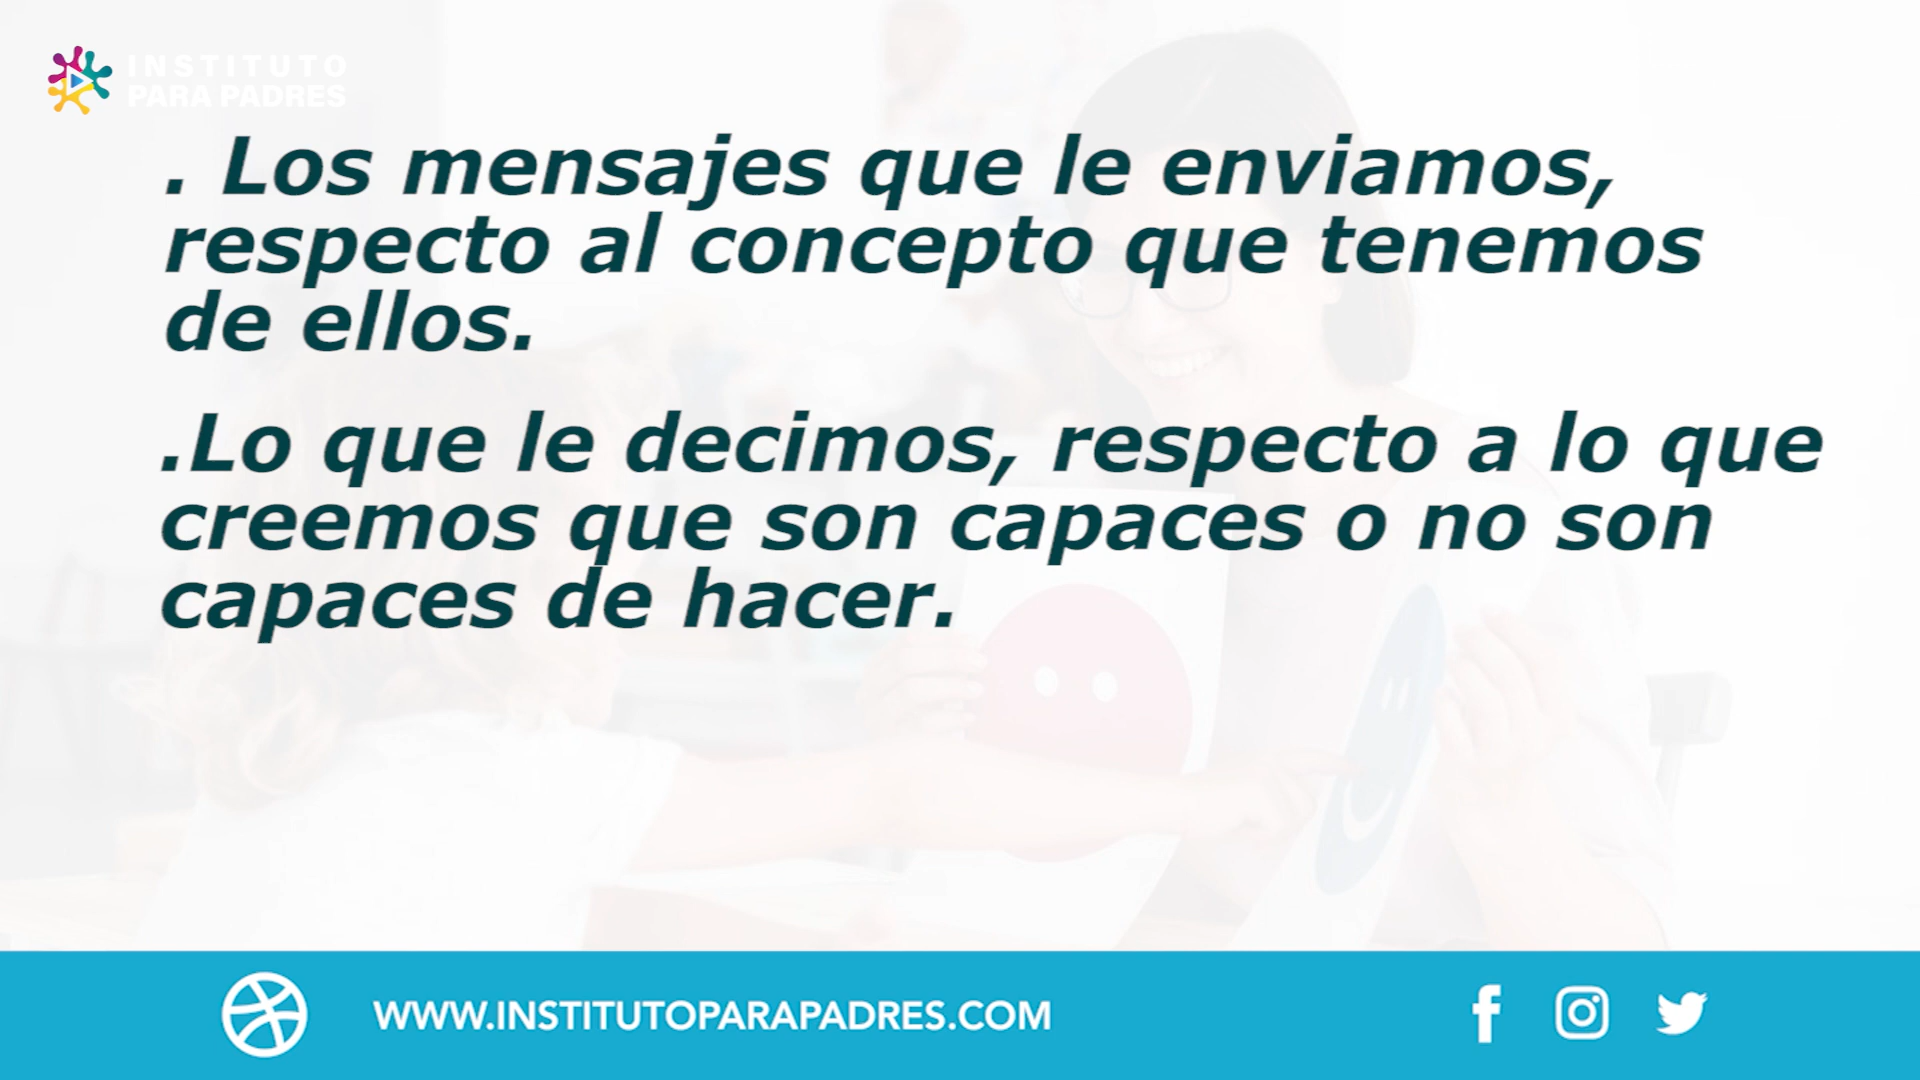 INSTITUTO
PARA PADRES
. Los mensajes que le enviamos,
respecto al concepto que tenemos
de ellos.
.Lo que le decimos, respecto a lo que
creemos que son capaces o no son
capaces de hacer.
WWW.INSTITUTOPARAPADRES.COM